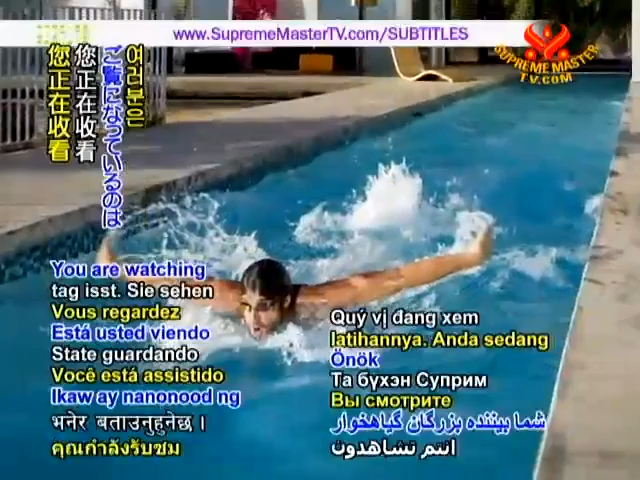 www.SupremeMasterTV.com/SUBTITLES
SUPREME MASTER
TV.COM
您正在收看
您正在收看
ご覧になっているのは
여러분은
You are watching
tag isst. Sie sehen
Vous regardez
Está usted viendo
State guardando
Você está assistido
Ikaw ay nanonood ng
भनेर बताउनुहुनेछ ।
คุณกำลังรับชม
Quý vị đang xem
latihannya. Anda sedang
Önök
Та бүхэн Суприм
Вы смотрите
شما بیننده بزرگان گیاهخوار
انتم تشاهدون